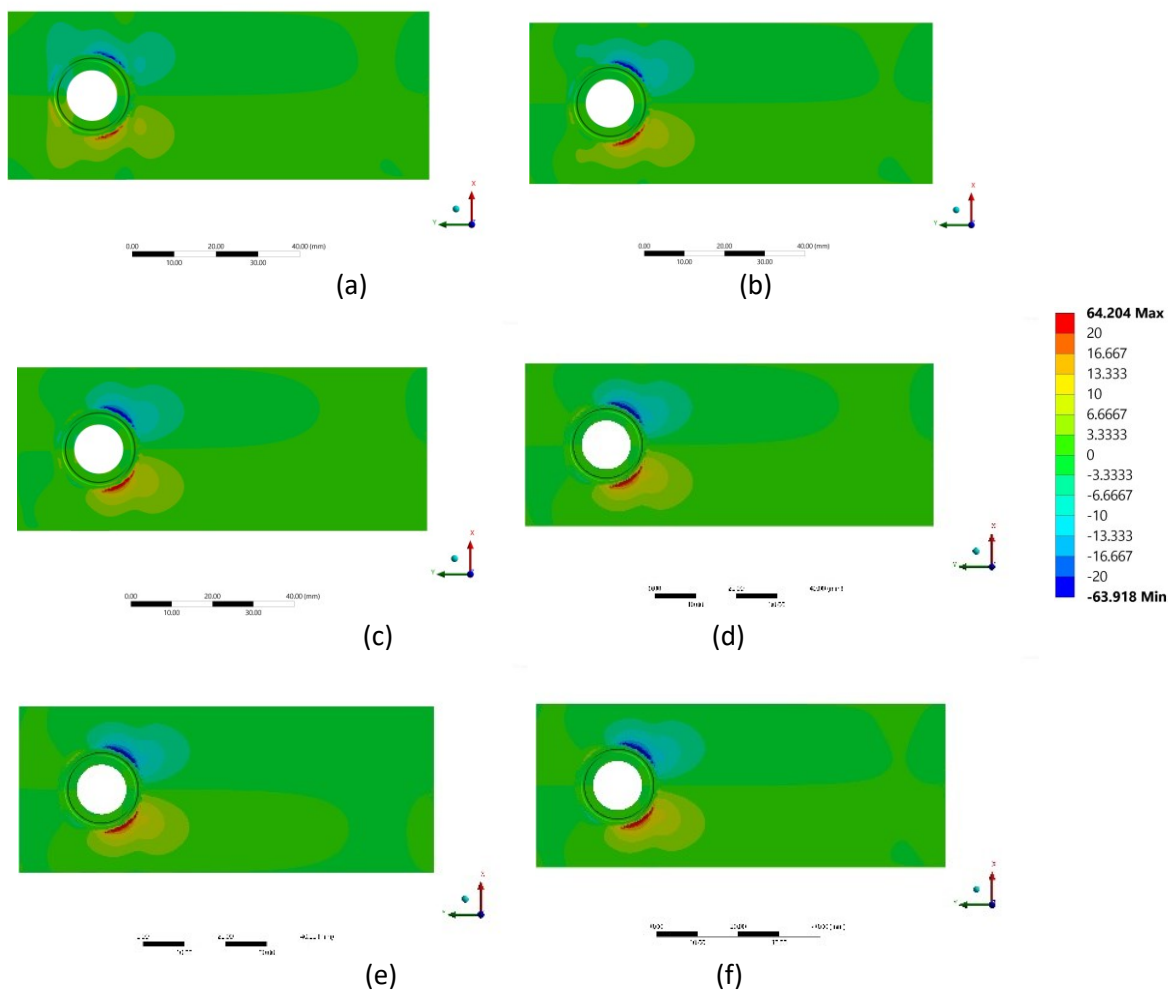 X
Y
X
Y
0.00 20.00 40.00 (mm)
10.00 30.00
0.00 20.00 40.00 (mm)
10.00 30.00
(a)
(b)
64.204 Max
20
16.667
13.333
10
6.6667
3.3333
0
-3.3333
-6.6667
-10
-13.333
-16.667
-20
-63.918 Min
X
Y
X
Y
0.00 20.00 40.00 (mm)
10.00 30.00
(c)
(d)
X
Y
X
Y
(e)
(f)